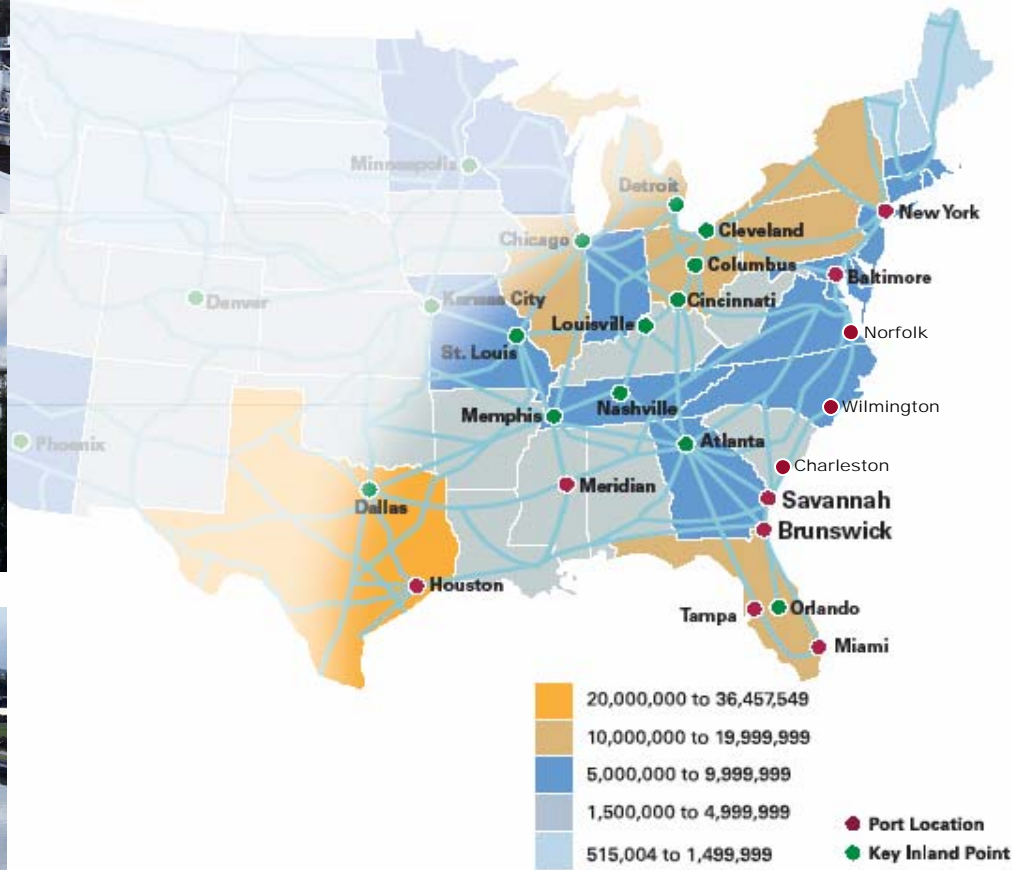 Minneapolis
Detroit
New York
Chicago
Cleveland
Columbus
Baltimore
Denver
Kansas City
Cincinnati
Louisville
Norfolk
St. Louis
Memphis
Nashville
Wilmington
Phoenix
Atlanta
Charleston
Meridian
Savannah
Dallas
Brunswick
Houston
Tampa
Orlando
Miami
20,000,000 to 36,457,549
10,000,000 to 19,999,999
5,000,000 to 9,999,999
1,500,000 to 4,999,999
515,004 to 1,499,999
Port Location
Key Inland Point